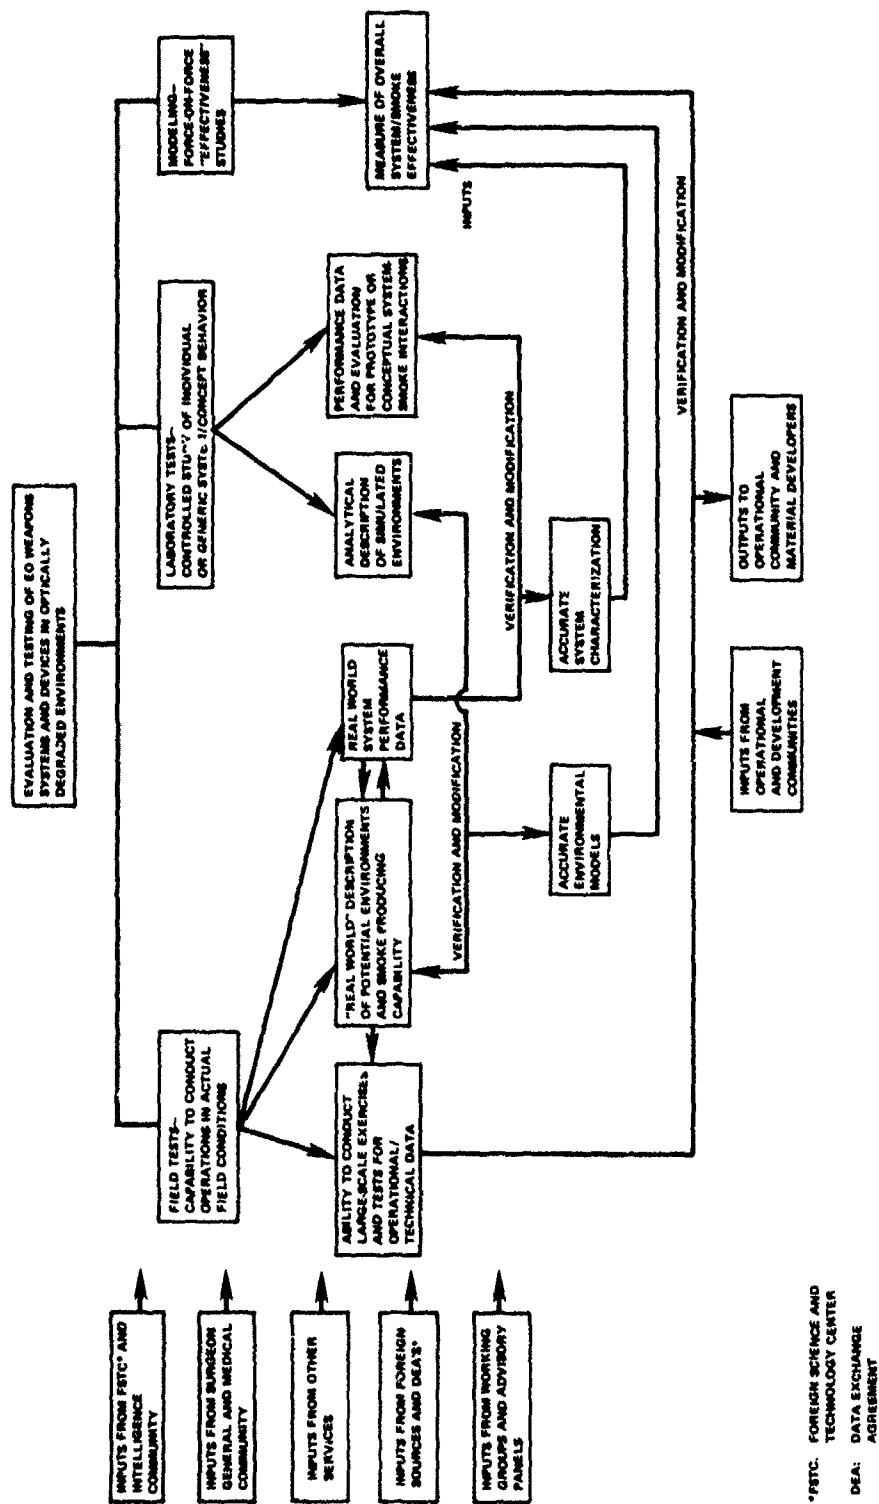 EVALUATION AND TESTING OF EO WEAPONS
SYSTEMS AND DEVICES IN OPTICALLY
DEGRADED ENVIRONMENTS
FIELD TESTS—
CAPABILITY TO CONDUCT
OPERATIONS IN ACTUAL
FIELD CONDITIONS
LABORATORY TESTS—
CONTROLLED OF INDIVIDUAL
OR GENERIC CONCEPT BEHAVIOR
MODELING—
FORCE-ON-FORCE
"EFFECTIVENESS"
STUDIES
INPUTS FROM FSTC* AND
INTELLIGENCE
COMMUNITY
INPUTS FROM SURGEON
GENERAL AND MEDICAL
COMMUNITY
INPUTS FROM OTHER
SERVICES
INPUTS FROM FOREIGN
SOURCES AND DEA'S*
INPUTS FROM WORKING
GROUPS AND ADVISORY
PANELS
ABILITY TO CONDUCT
LARGE-SCALE EXERCISES
AND TESTS FOR
OPERATIONAL/
TECHNICAL DATA
"REAL WORLD" DESCRIPTION
OF POTENTIAL ENVIRONMENTS
AND SMOKE PRODUCING
CAPABILITY
REAL WORLD
SYSTEM
PERFORMANCE
DATA
ANALYTICAL
DESCRIPTION
OF SIMULATED
ENVIRONMENTS
PERFORMANCE DATA
AND EVALUATION
FOR PROTOTYPE OR
CONCEPTUAL SYSTEM-
SMOKE INTERACTIONS
MEASURE OF OVERALL
SYSTEM/SMOKE
EFFECTIVENESS
INPUTS
VERIFICATION AND MODIFICATION
VERIFICATION AND MODIFICATION
ACCURATE
ENVIRONMENTAL
MODELS
ACCURATE
SYSTEM
CHARACTERIZATION
VERIFICATION AND MODIFICATION
INPUTS FROM
OPERATIONAL
AND DEVELOPMENT
COMMUNITIES
OUTPUTS TO
OPERATIONAL
COMMUNITY AND
MATERIAL DEVELOPERS
*FSTC. FOREIGN SCIENCE AND
TECHNOLOGY CENTER
DEA: DATA EXCHANGE
AGREEMENT